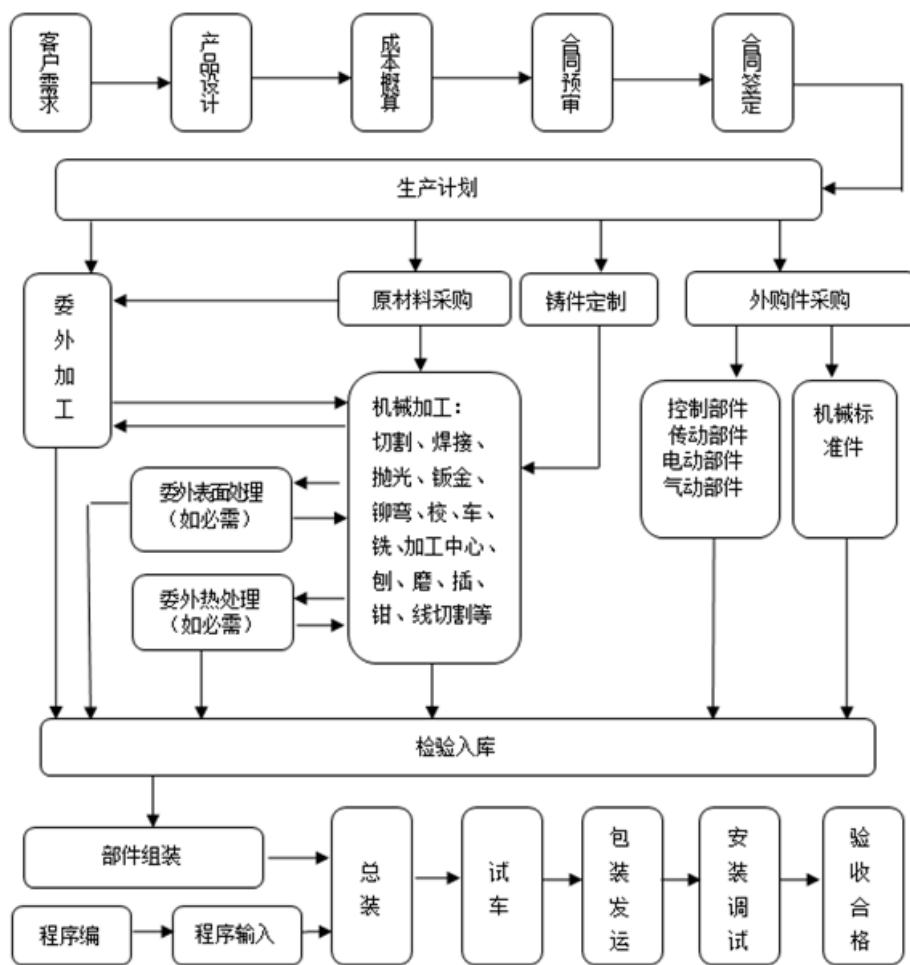 客户需求
产品设计
成本概算
合同预审
合同签定
生产计划
委外加工
原材料采购
铸件定制
外购件采购
机械加工：
切割、焊接、
抛光、钣金、
铆弯、校、车、
铣、加工中心、
刨、磨、插、
钳、线切割等
控制部件
传动部件
电动部件
气动部件
机械标
准件
委外表面处理
（如必需）
委外热处理
（如必需）
检验入库
部件组装
总装
试车
包装发运
安装调试
验收合格
程序编
程序输入